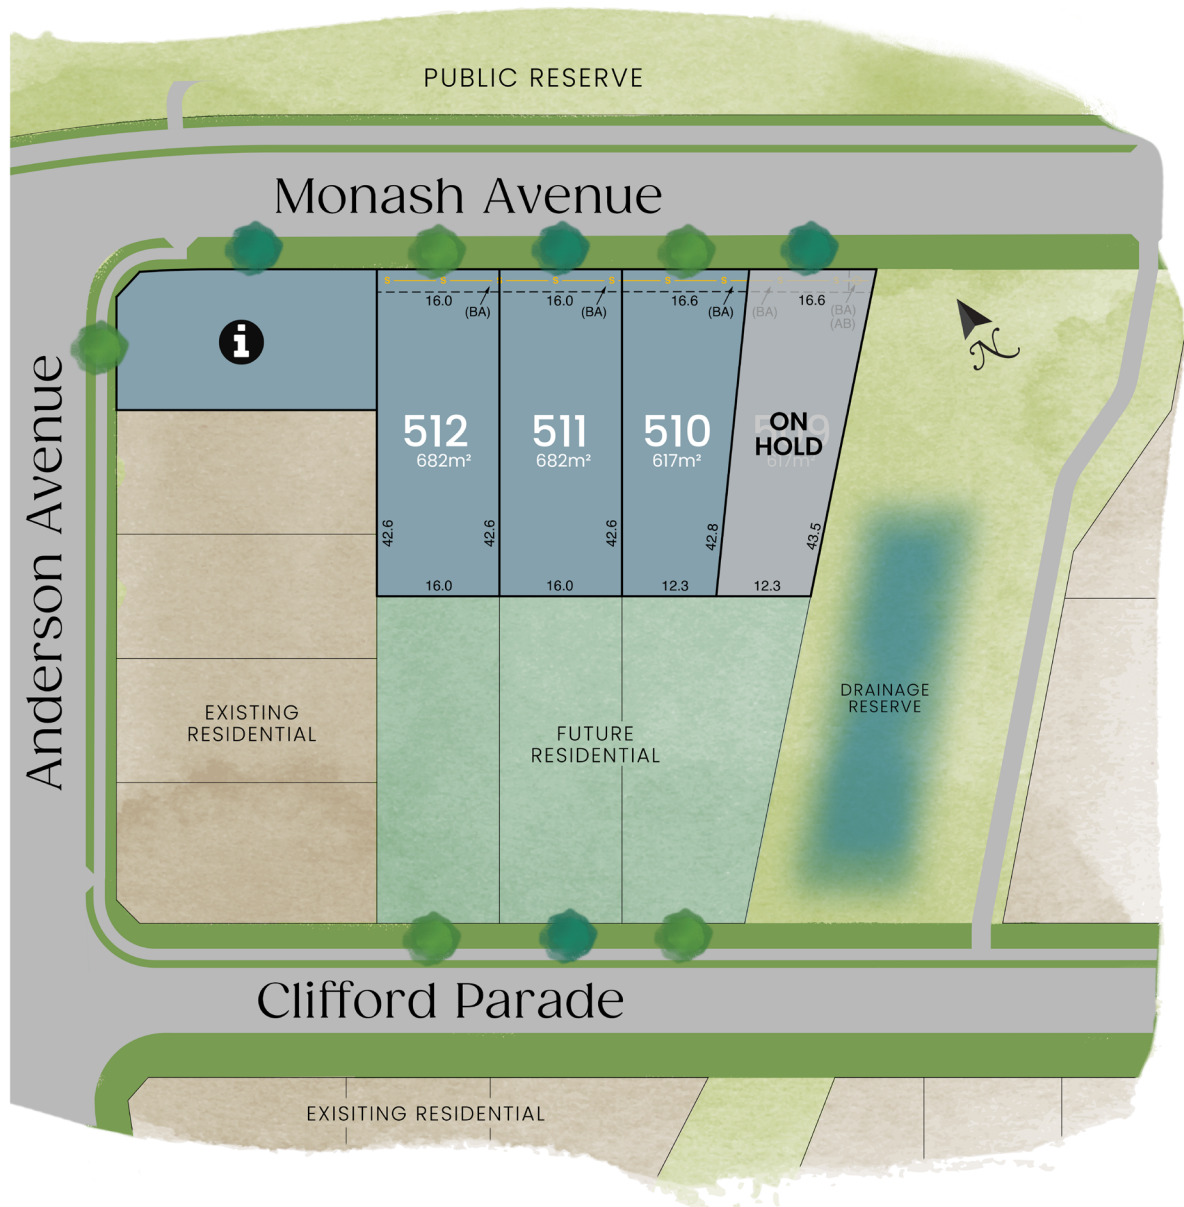 PUBLIC RESERVE
Monash Avenue
S S S S S S
16.0 16.0 16.6 16.6
(BA) (BA) (BA) (BA) (BA)
(AB)
N
i
Anderson Avenue
512 511 510 509
682m² 682m² 617m² 617m²
ON
HOLD
42.6 42.6 42.6 42.8 43.5
16.0 16.0 12.3 12.3
DRAINAGE
RESERVE
EXISTING
RESIDENTIAL
FUTURE
RESIDENTIAL
Clifford Parade
EXISITING RESIDENTIAL